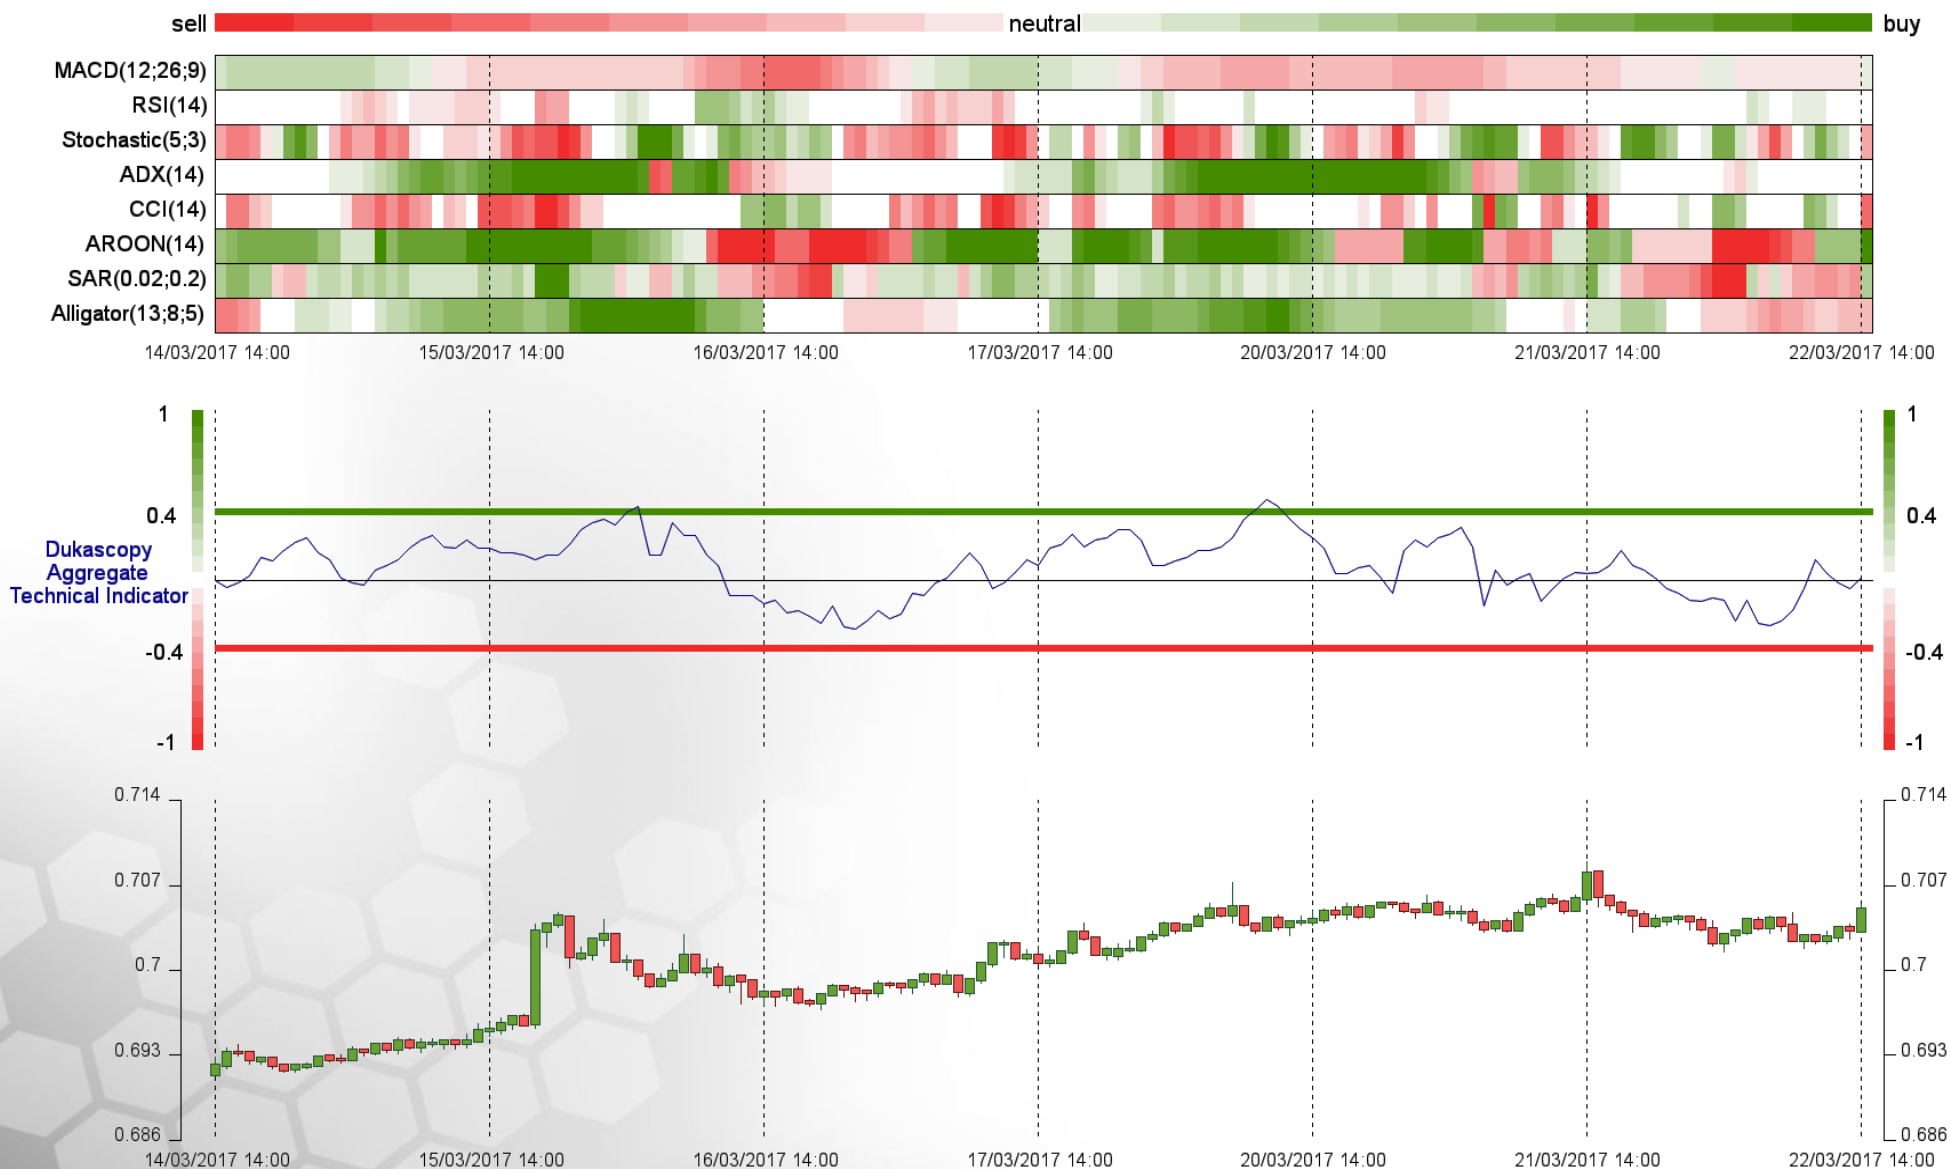 sell neutral buy
MACD(12;26;9)
RSI(14)
Stochastic(5;3)
ADX(14)
CCI(14)
AROON(14)
SAR(0.02;0.2)
Alligator(13;8;5)
14/03/2017 14:00 15/03/2017 14:00 16/03/2017 14:00 17/03/2017 14:00 20/03/2017 14:00 21/03/2017 14:00 22/03/2017 14:00
1 1
0.4 0.4
Dukascopy
Aggregate
Technical Indicator
-0.4 -0.4
-1 -1
0.714 0.714
0.707 0.707
0.7 0.7
0.693 0.693
0.686 0.686
14/03/2017 14:00 15/03/2017 14:00 16/03/2017 14:00 17/03/2017 14:00 20/03/2017 14:00 21/03/2017 14:00 22/03/2017 14:00